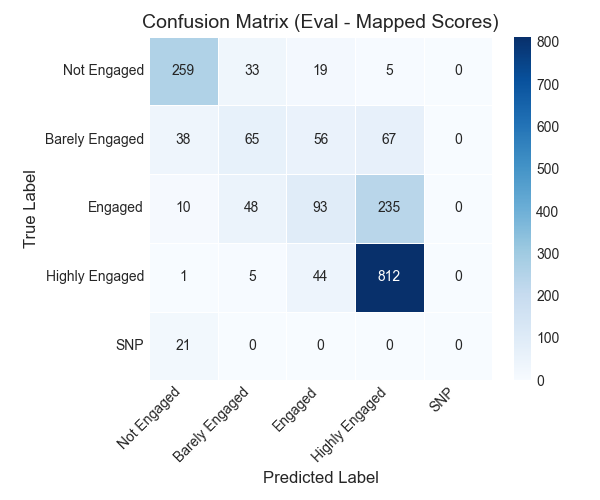 Confusion Matrix (Eval - Mapped Scores)
Not Engaged 259 33 19 5 0
Barely Engaged 38 65 56 67 0
Engaged 10 48 93 235 0
Highly Engaged 1 5 44 812 0
SNP 21 0 0 0 0
Not Engaged
Barely Engaged
Engaged
Highly Engaged
SNP
Predicted Label
True Label
800
700
600
500
400
300
200
100
0